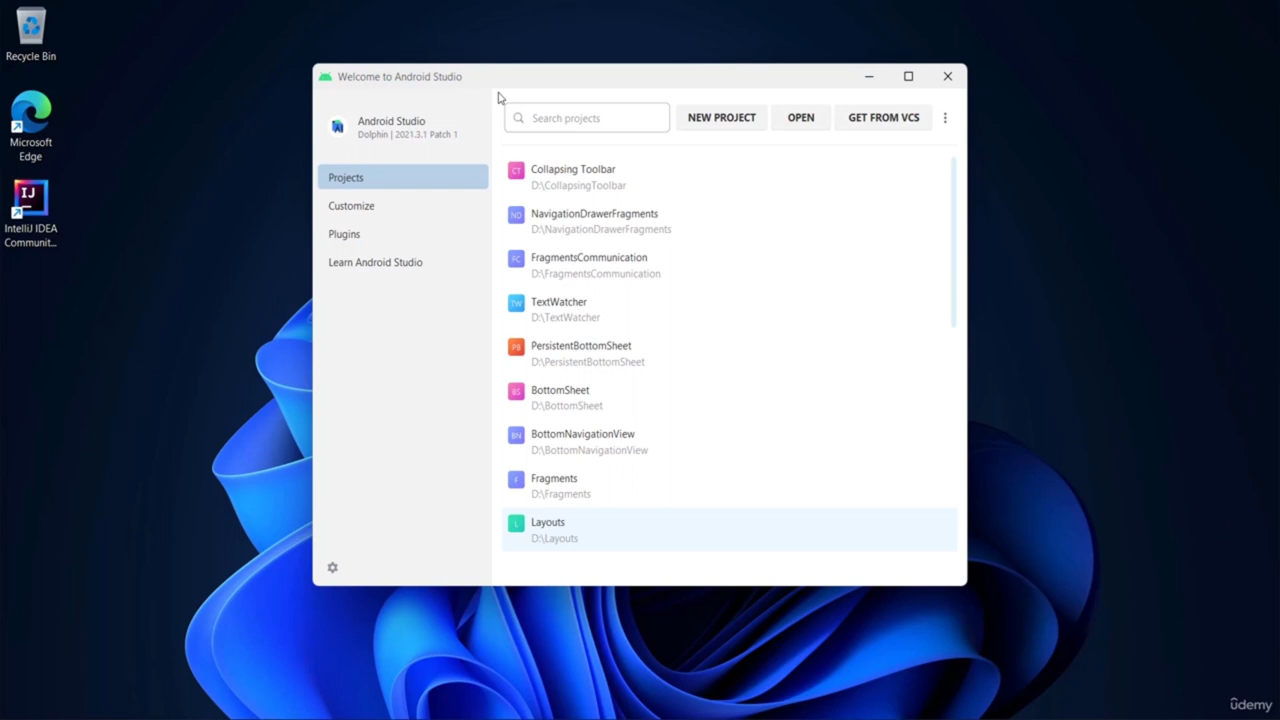 Recycle Bin
Microsoft
Edge
IJ
IntelliJ IDEA
Communit...
Welcome to Android Studio
Android Studio
Dolphin | 2021.3.1 Patch 1
Projects
Customize
Plugins
Learn Android Studio
Search projects
NEW PROJECT
OPEN
GET FROM VCS
CT
Collapsing Toolbar
D:\CollapsingToolbar
ND
NavigationDrawerFragments
D:\NavigationDrawerFragments
FC
FragmentsCommunication
D:\FragmentsCommunication
TW
TextWatcher
D:\TextWatcher
PB
PersistentBottomSheet
D:\PersistentBottomSheet
BS
BottomSheet
D:\BottomSheet
BN
BottomNavigationView
D:\BottomNavigationView
F
Fragments
D:\Fragments
L
Layouts
D:\Layouts
ûdemy